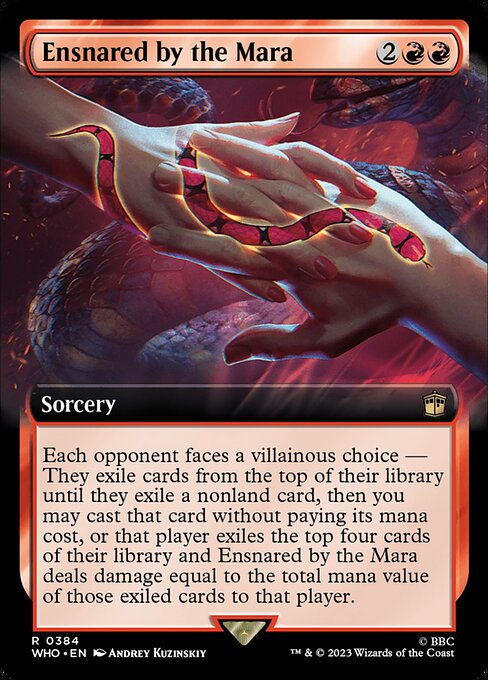 Ensnared by the Mara 2
Sorcery
Each opponent faces a villainous choice —
They exile cards from the top of their library
until they exile a nonland card, then you
may cast that card without paying its mana
cost, or that player exiles the top four cards
of their library and Ensnared by the Mara
deals damage equal to the total mana value
of those exiled cards to that player.
R 0384
WHO • EN Andrey Kuzinskiy
© BBC
™ & © 2023 Wizards of the Coast